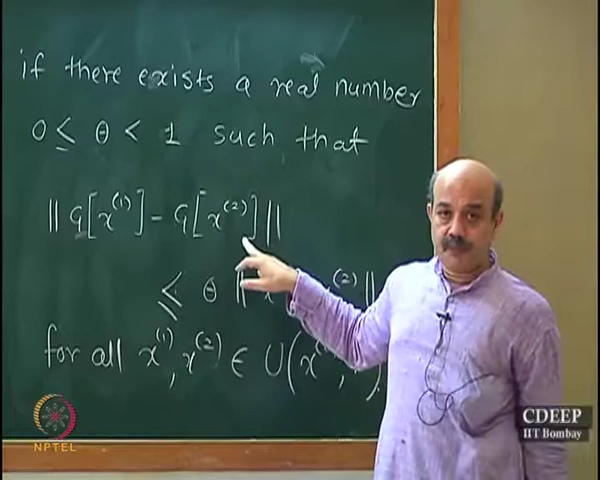 if there exists a real number
0 ≤ θ < 1 such that
|| G[x^(1)] - G[x^(2)] ||
≤ θ || x^(2) ||
for all x^(1), x^(2) ∈ U(x
NPTEL
CDEEP
IIT Bombay